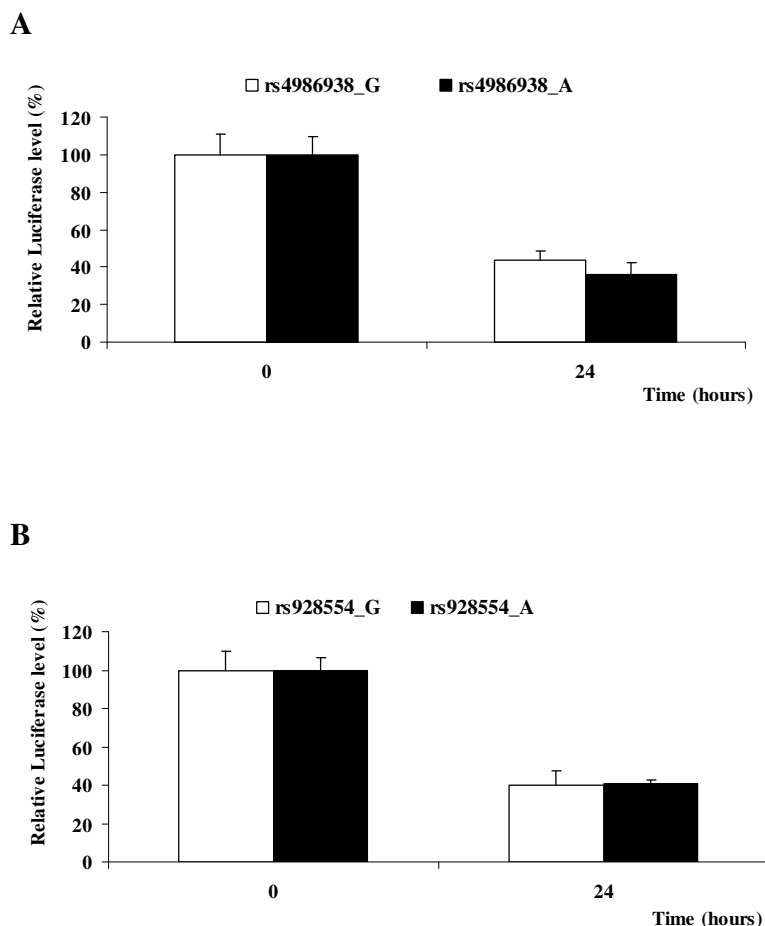 A
rs4986938_G rs4986938_A
Relative Luciferase level (%)
120
100
80
60
40
20
0
0 24
Time (hours)
B
rs928554_G rs928554_A
Relative Luciferase level (%)
120
100
80
60
40
20
0
0 24
Time (hours)